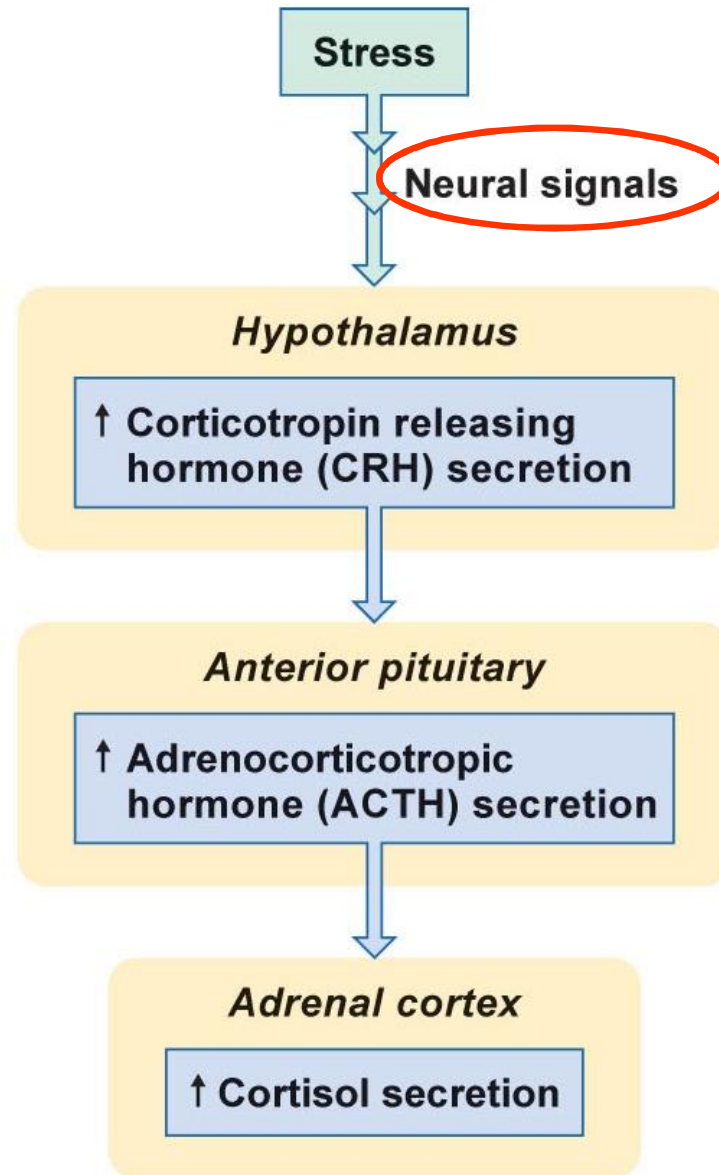 Stress
Neural signals
Hypothalamus
↑ Corticotropin releasing
hormone (CRH) secretion
Anterior pituitary
↑ Adrenocorticotropic
hormone (ACTH) secretion
Adrenal cortex
↑ Cortisol secretion